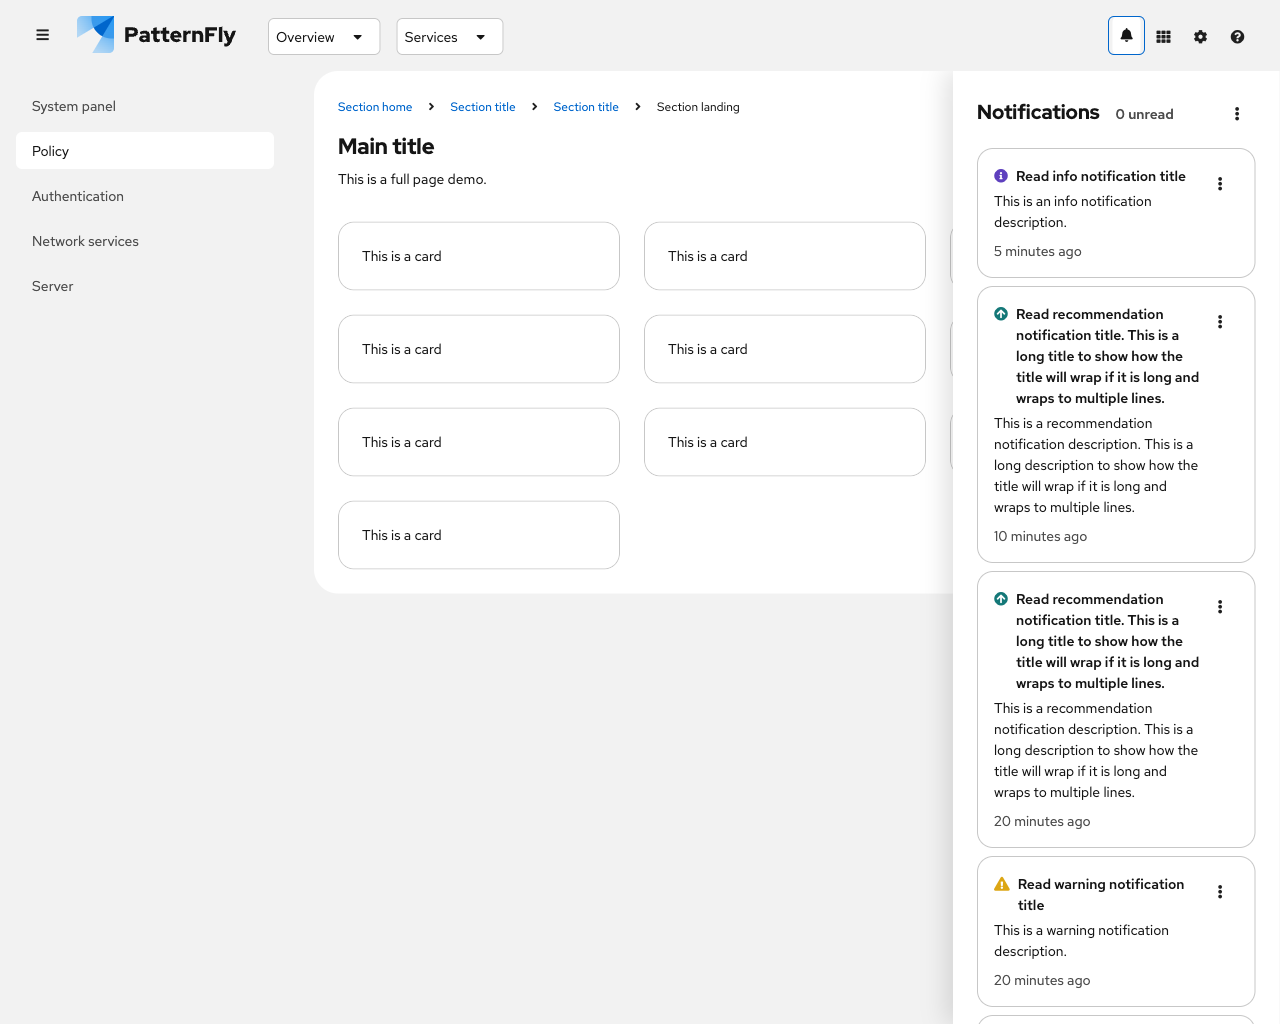 PatternFly
Overview
Services
System panel
Policy
Authentication
Network services
Server
Section home
Section title
Section title
Section landing
Main title
This is a full page demo.
This is a card
This is a card
This is a card
This is a card
This is a card
This is a card
This is a card
Notifications
0 unread
Read info notification title
This is an info notification
description.
5 minutes ago
Read recommendation
notification title. This is a
long title to show how the
title will wrap if it is long and
wraps to multiple lines.
This is a recommendation
notification description. This is a
long description to show how the
title will wrap if it is long and
wraps to multiple lines.
10 minutes ago
Read recommendation
notification title. This is a
long title to show how the
title will wrap if it is long and
wraps to multiple lines.
This is a recommendation
notification description. This is a
long description to show how the
title will wrap if it is long and
wraps to multiple lines.
20 minutes ago
Read warning notification
title
This is a warning notification
description.
20 minutes ago